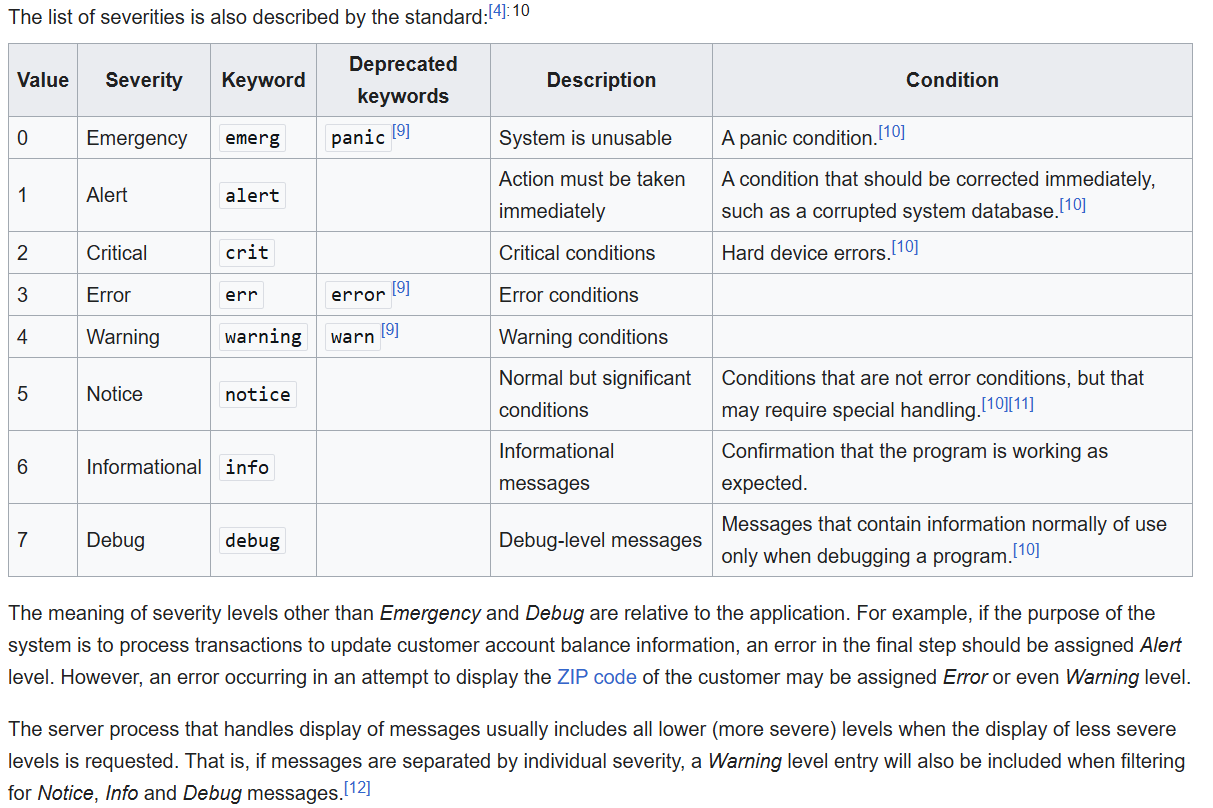 The list of severities is also described by the standard:[4]: 10
Value Severity Keyword Deprecated keywords Description Condition
0 Emergency emerg panic [9] System is unusable A panic condition.[10]
1 Alert alert Action must be taken immediately A condition that should be corrected immediately, such as a corrupted system database.[10]
2 Critical crit Critical conditions Hard device errors.[10]
3 Error err error [9] Error conditions
4 Warning warning warn [9] Warning conditions
5 Notice notice Normal but significant conditions Conditions that are not error conditions, but that may require special handling.[10][11]
6 Informational info Informational messages Confirmation that the program is working as expected.
7 Debug debug Debug-level messages Messages that contain information normally of use only when debugging a program.[10]
The meaning of severity levels other than Emergency and Debug are relative to the application. For example, if the purpose of the
system is to process transactions to update customer account balance information, an error in the final step should be assigned Alert
level. However, an error occurring in an attempt to display the ZIP code of the customer may be assigned Error or even Warning level.
The server process that handles display of messages usually includes all lower (more severe) levels when the display of less severe
levels is requested. That is, if messages are separated by individual severity, a Warning level entry will also be included when filtering
for Notice, Info and Debug messages.[12]